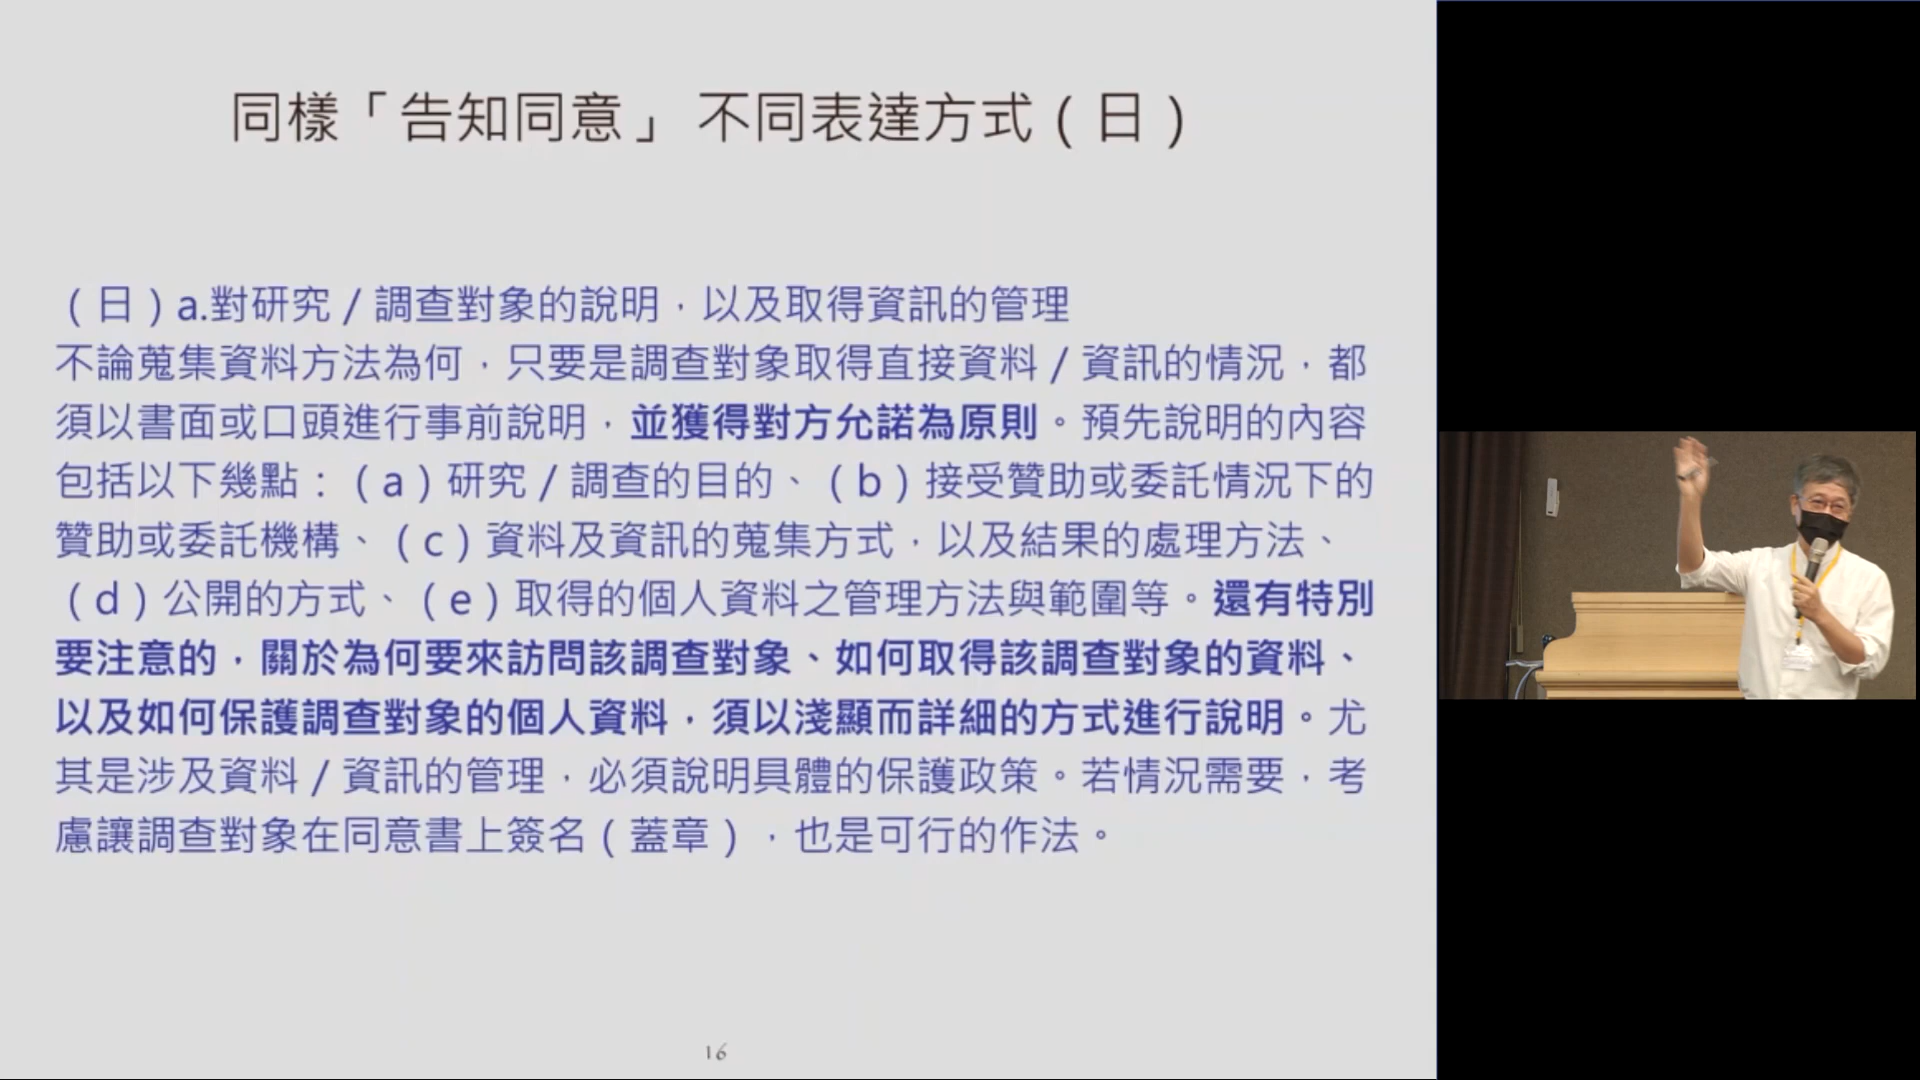 同樣「告知同意」 不同表達方式（日）
（日）a.對研究／調查對象的說明，以及取得資訊的管理
不論蒐集資料方法為何，只要是調查對象取得直接資料／資訊的情況，都
須以書面或口頭進行事前說明，並獲得對方允諾為原則。預先說明的內容
包括以下幾點：（a）研究／調查的目的、（b）接受贊助或委託情況下的
贊助或委託機構、（c）資料及資訊的蒐集方式，以及結果的處理方法、
（d）公開的方式、（e）取得的個人資料之管理方法與範圍等。還有特別
要注意的，關於為何要來訪問該調查對象、如何取得該調查對象的資料、
以及如何保護調查對象的個人資料，須以淺顯而詳細的方式進行說明。尤
其是涉及資料／資訊的管理，必須說明具體的保護政策。若情況需要，考
慮讓調查對象在同意書上簽名（蓋章），也是可行的作法。
16